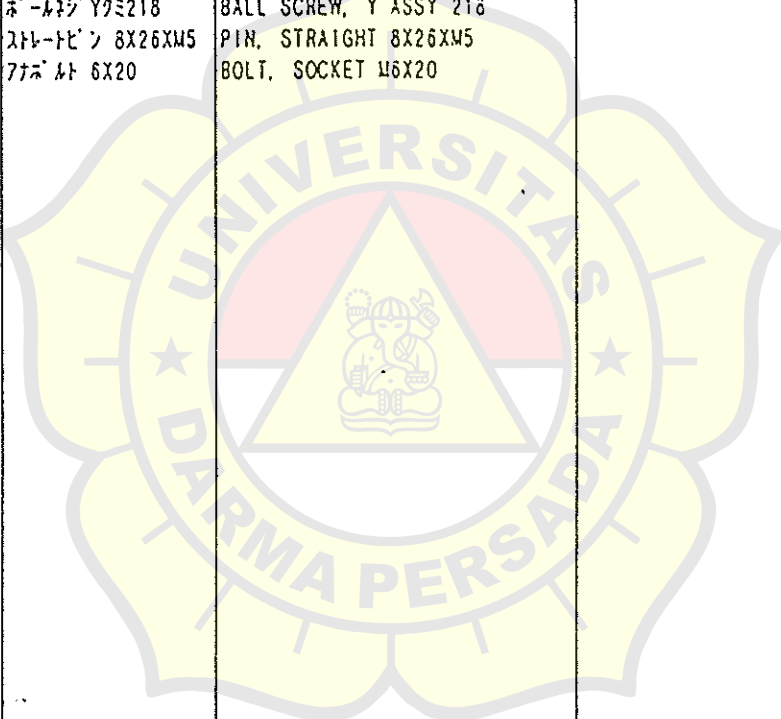 ボールネジ Yクミ218 BALL SCREW, Y ASSY 218
ストレートピン 8X26XM5 PIN, STRAIGHT 8X26XM5
アナボルト 6X20 BOLT, SOCKET M6X20
UNIVERSITAS
DARMA PERSADA